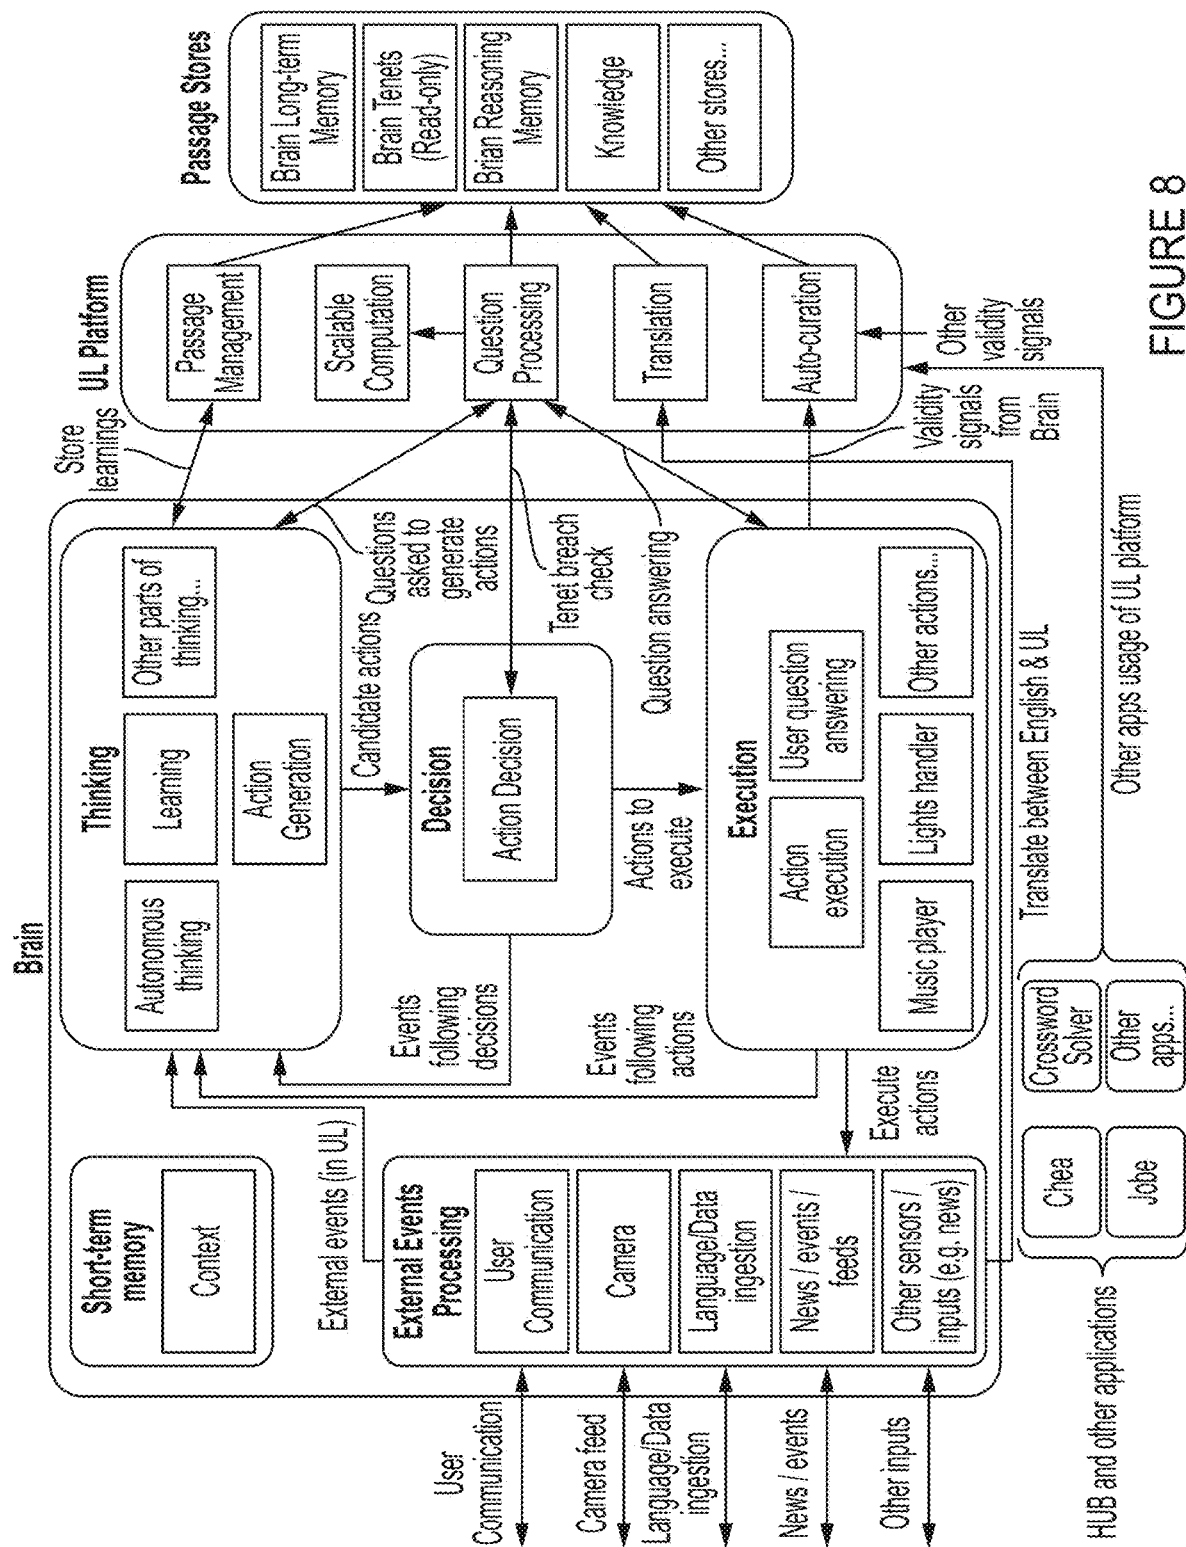 Brain
Short-term
memory
Context
External events (in UL)
External Events
Processing
User
Communication
Camera
Language/Data
ingestion
News / events /
feeds
Other sensors /
inputs (e.g. news)
User
Communication
Camera feed
Language/Data
ingestion
News / events
Other inputs
Thinking
Autonomous
thinking
Learning
Other parts of
thinking...
Action
Generation
Events
following
decisions
Candidate actions
Decision
Action Decision
Events
following
actions
Actions to
execute
Execute
actions
Execution
Action
execution
User question
answering
Music player
Lights handler
Other actions...
Store
learnings
Questions
asked to
generate
actions
Tenet breach
check
Question answering
Validity
signals
from
Brain
Other
validity
signals
Translate between English & UL
Other apps usage of UL platform
UL Platform
Passage
Management
Scalable
Computation
Question
Processing
Translation
Auto-curation
Passage Stores
Brain Long-term
Memory
Brain Tenets
(Read-only)
Brian Reasoning
Memory
Knowledge
Other stores...
HUB and other applications
Chea
Jobe
Crossword
Solver
Other
apps...
FIGURE 8